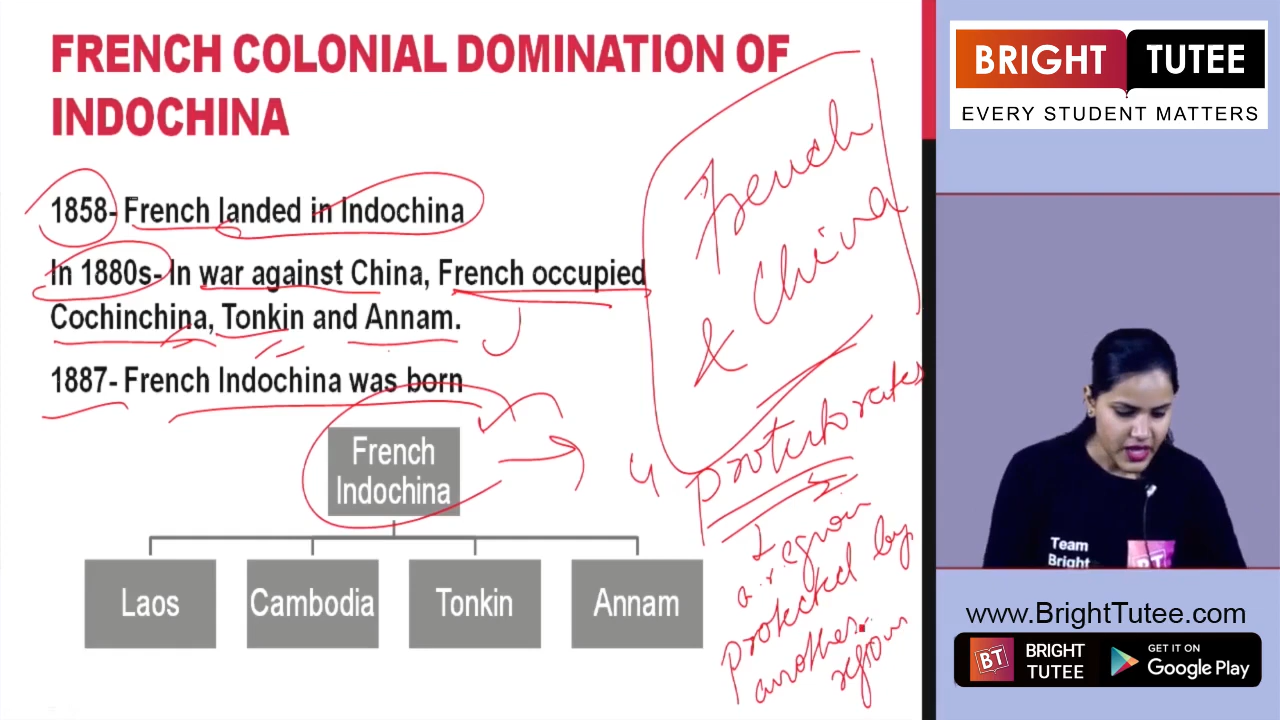 FRENCH COLONIAL DOMINATION OF
INDOCHINA
1858- French landed in Indochina
In 1880s- In war against China, French occupied
Cochinchina, Tonkin and Annam.
1887- French Indochina was born
French
Indochina
Laos
Cambodia
Tonkin
Annam
French
& China
protectorates
a region
protected by
another
region
BRIGHT TUTEE
EVERY STUDENT MATTERS
Team
Bright
BT
www.BrightTutee.com
BT
BRIGHT
TUTEE
GET IT ON
Google Play